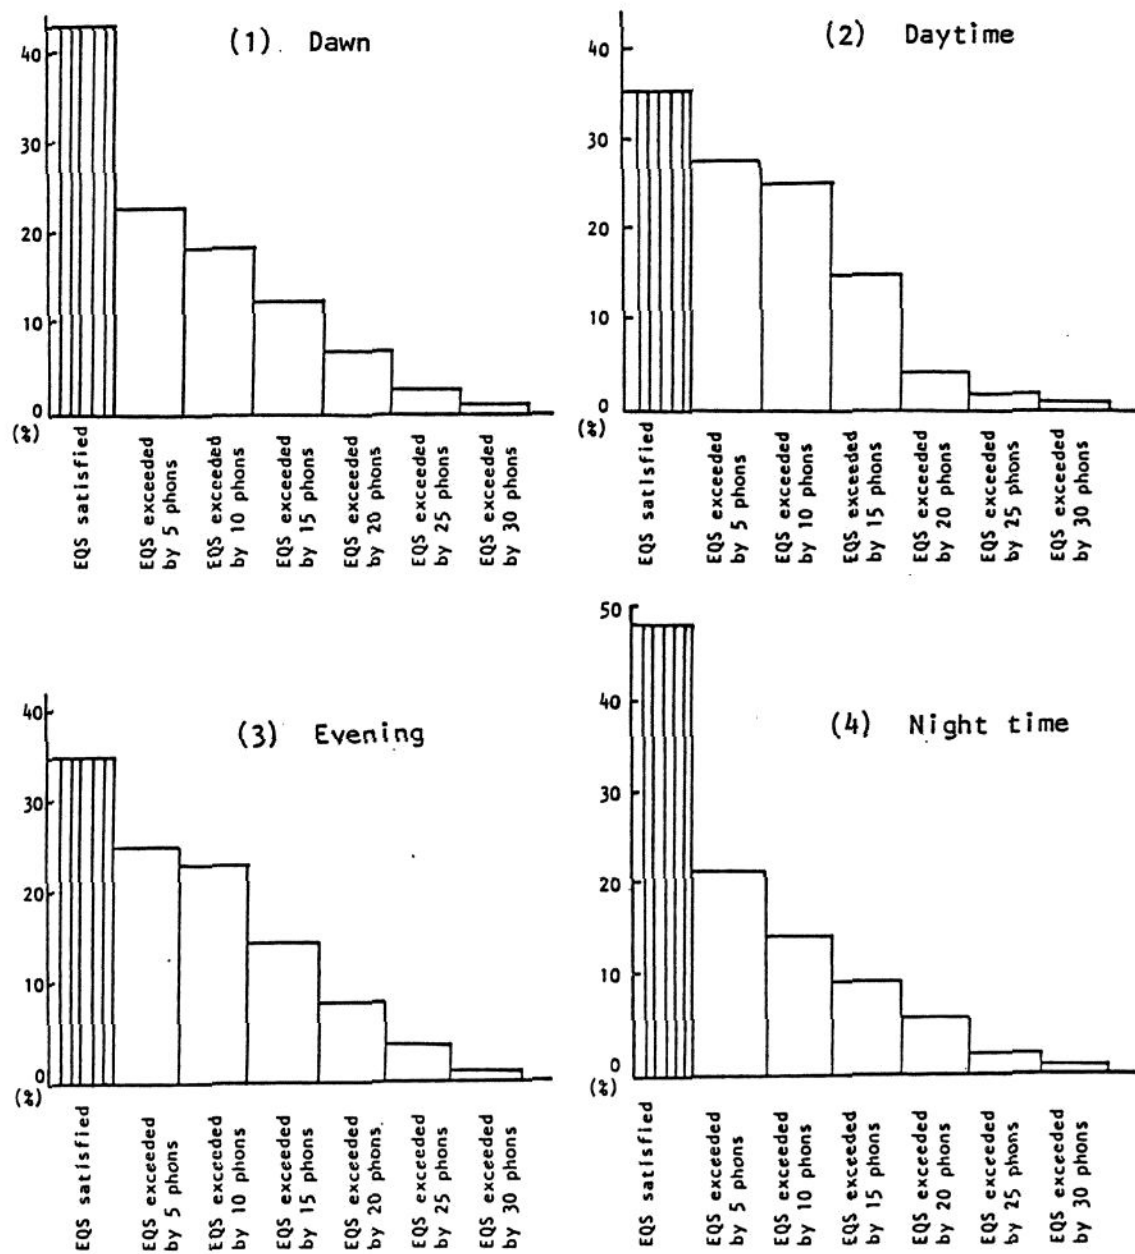 (1) Dawn
40
30
20
10
0
(%)
EQS satisfied
EQS exceeded
by 5 phons
EQS exceeded
by 10 phons
EQS exceeded
by 15 phons
EQS exceeded
by 20 phons
EQS exceeded
by 25 phons
EQS exceeded
by 30 phons
(2) Daytime
40
30
20
10
0
(%)
EQS satisfied
EQS exceeded
by 5 phons
EQS exceeded
by 10 phons
EQS exceeded
by 15 phons
EQS exceeded
by 20 phons
EQS exceeded
by 25 phons
EQS exceeded
by 30 phons
(3) Evening
40
30
20
10
0
(%)
EQS satisfied
EQS exceeded
by 5 phons
EQS exceeded
by 10 phons
EQS exceeded
by 15 phons
EQS exceeded
by 20 phons
EQS exceeded
by 25 phons
EQS exceeded
by 30 phons
(4) Night time
50
40
30
20
10
0
(%)
EQS satisfied
EQS exceeded
by 5 phons
EQS exceeded
by 10 phons
EQS exceeded
by 15 phons
EQS exceeded
by 20 phons
EQS exceeded
by 25 phons
EQS exceeded
by 30 phons